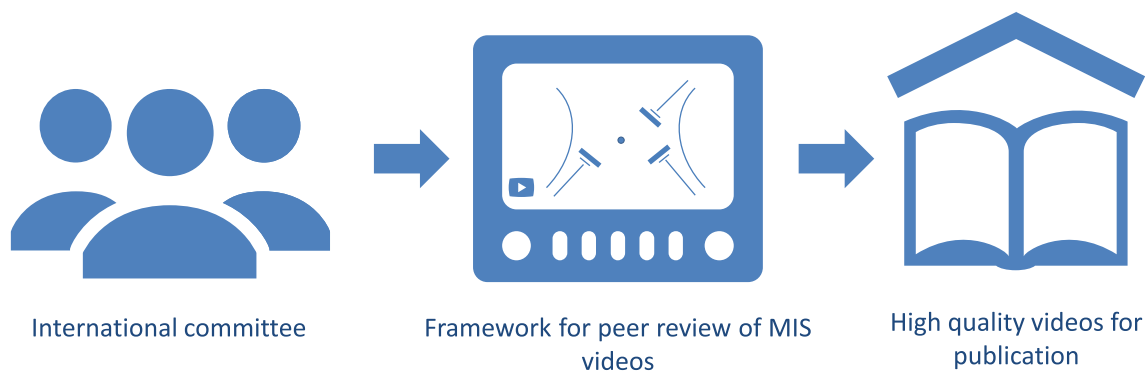 International committee
Framework for peer review of MIS
videos
High quality videos for
publication